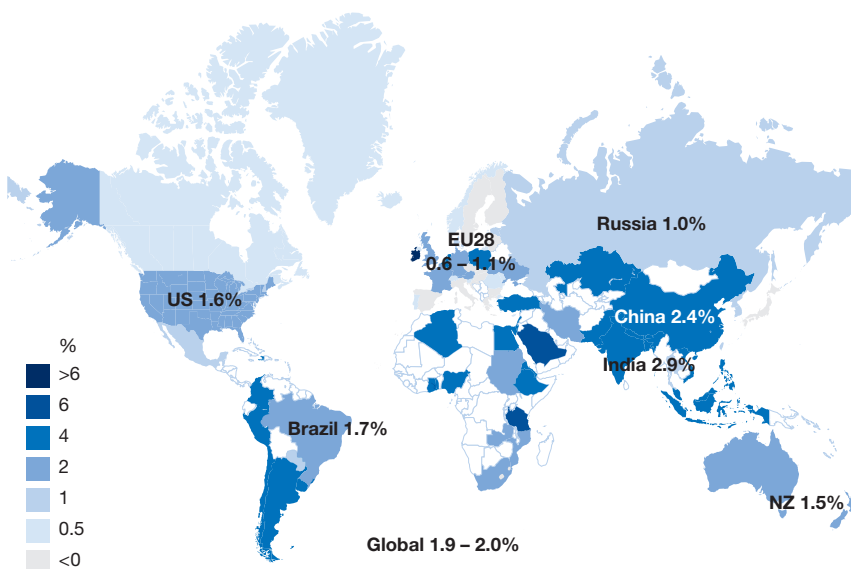 Russia 1.0%
EU28
0.6 – 1.1%
US 1.6%
China 2.4%
India 2.9%
Brazil 1.7%
NZ 1.5%
Global 1.9 – 2.0%
%
>6
6
4
2
1
0.5
<0